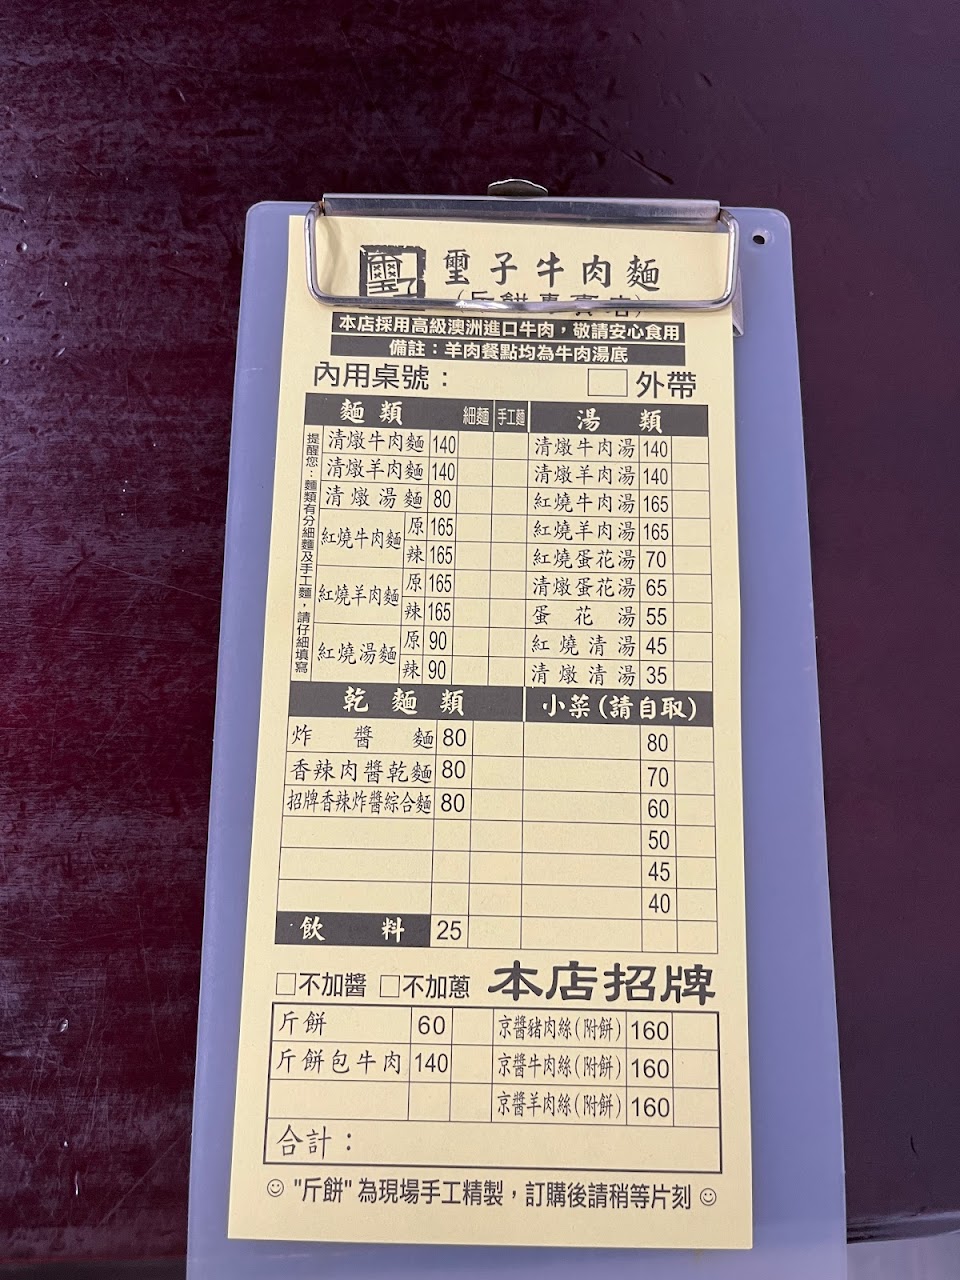 璽子
璽子牛肉麵
(斤餅專賣店)
本店採用高級澳洲進口牛肉，敬請安心食用
備註：羊肉餐點均為牛肉湯底
內用桌號： □外帶
麵類 細麵 手工麵 湯類
提醒您：麵類有分細麵及手工麵，請仔細填寫
清燉牛肉麵 140 清燉牛肉湯 140
清燉羊肉麵 140 清燉羊肉湯 140
清燉湯麵 80 紅燒牛肉湯 165
紅燒牛肉麵 原 165 紅燒羊肉湯 165
辣 165 紅燒蛋花湯 70
紅燒羊肉麵 原 165 清燉蛋花湯 65
辣 165 蛋花湯 55
紅燒湯麵 原 90 紅燒清湯 45
辣 90 清燉清湯 35
乾麵類 小菜(請自取)
炸醬麵 80 80
香辣肉醬乾麵 80 70
招牌香辣炸醬綜合麵 80 60
50
45
40
飲料 25
□不加醬 □不加蔥 本店招牌
斤餅 60 京醬豬肉絲(附餅) 160
斤餅包牛肉 140 京醬牛肉絲(附餅) 160
京醬羊肉絲(附餅) 160
合計：
☺"斤餅"為現場手工精製，訂購後請稍等片刻☺